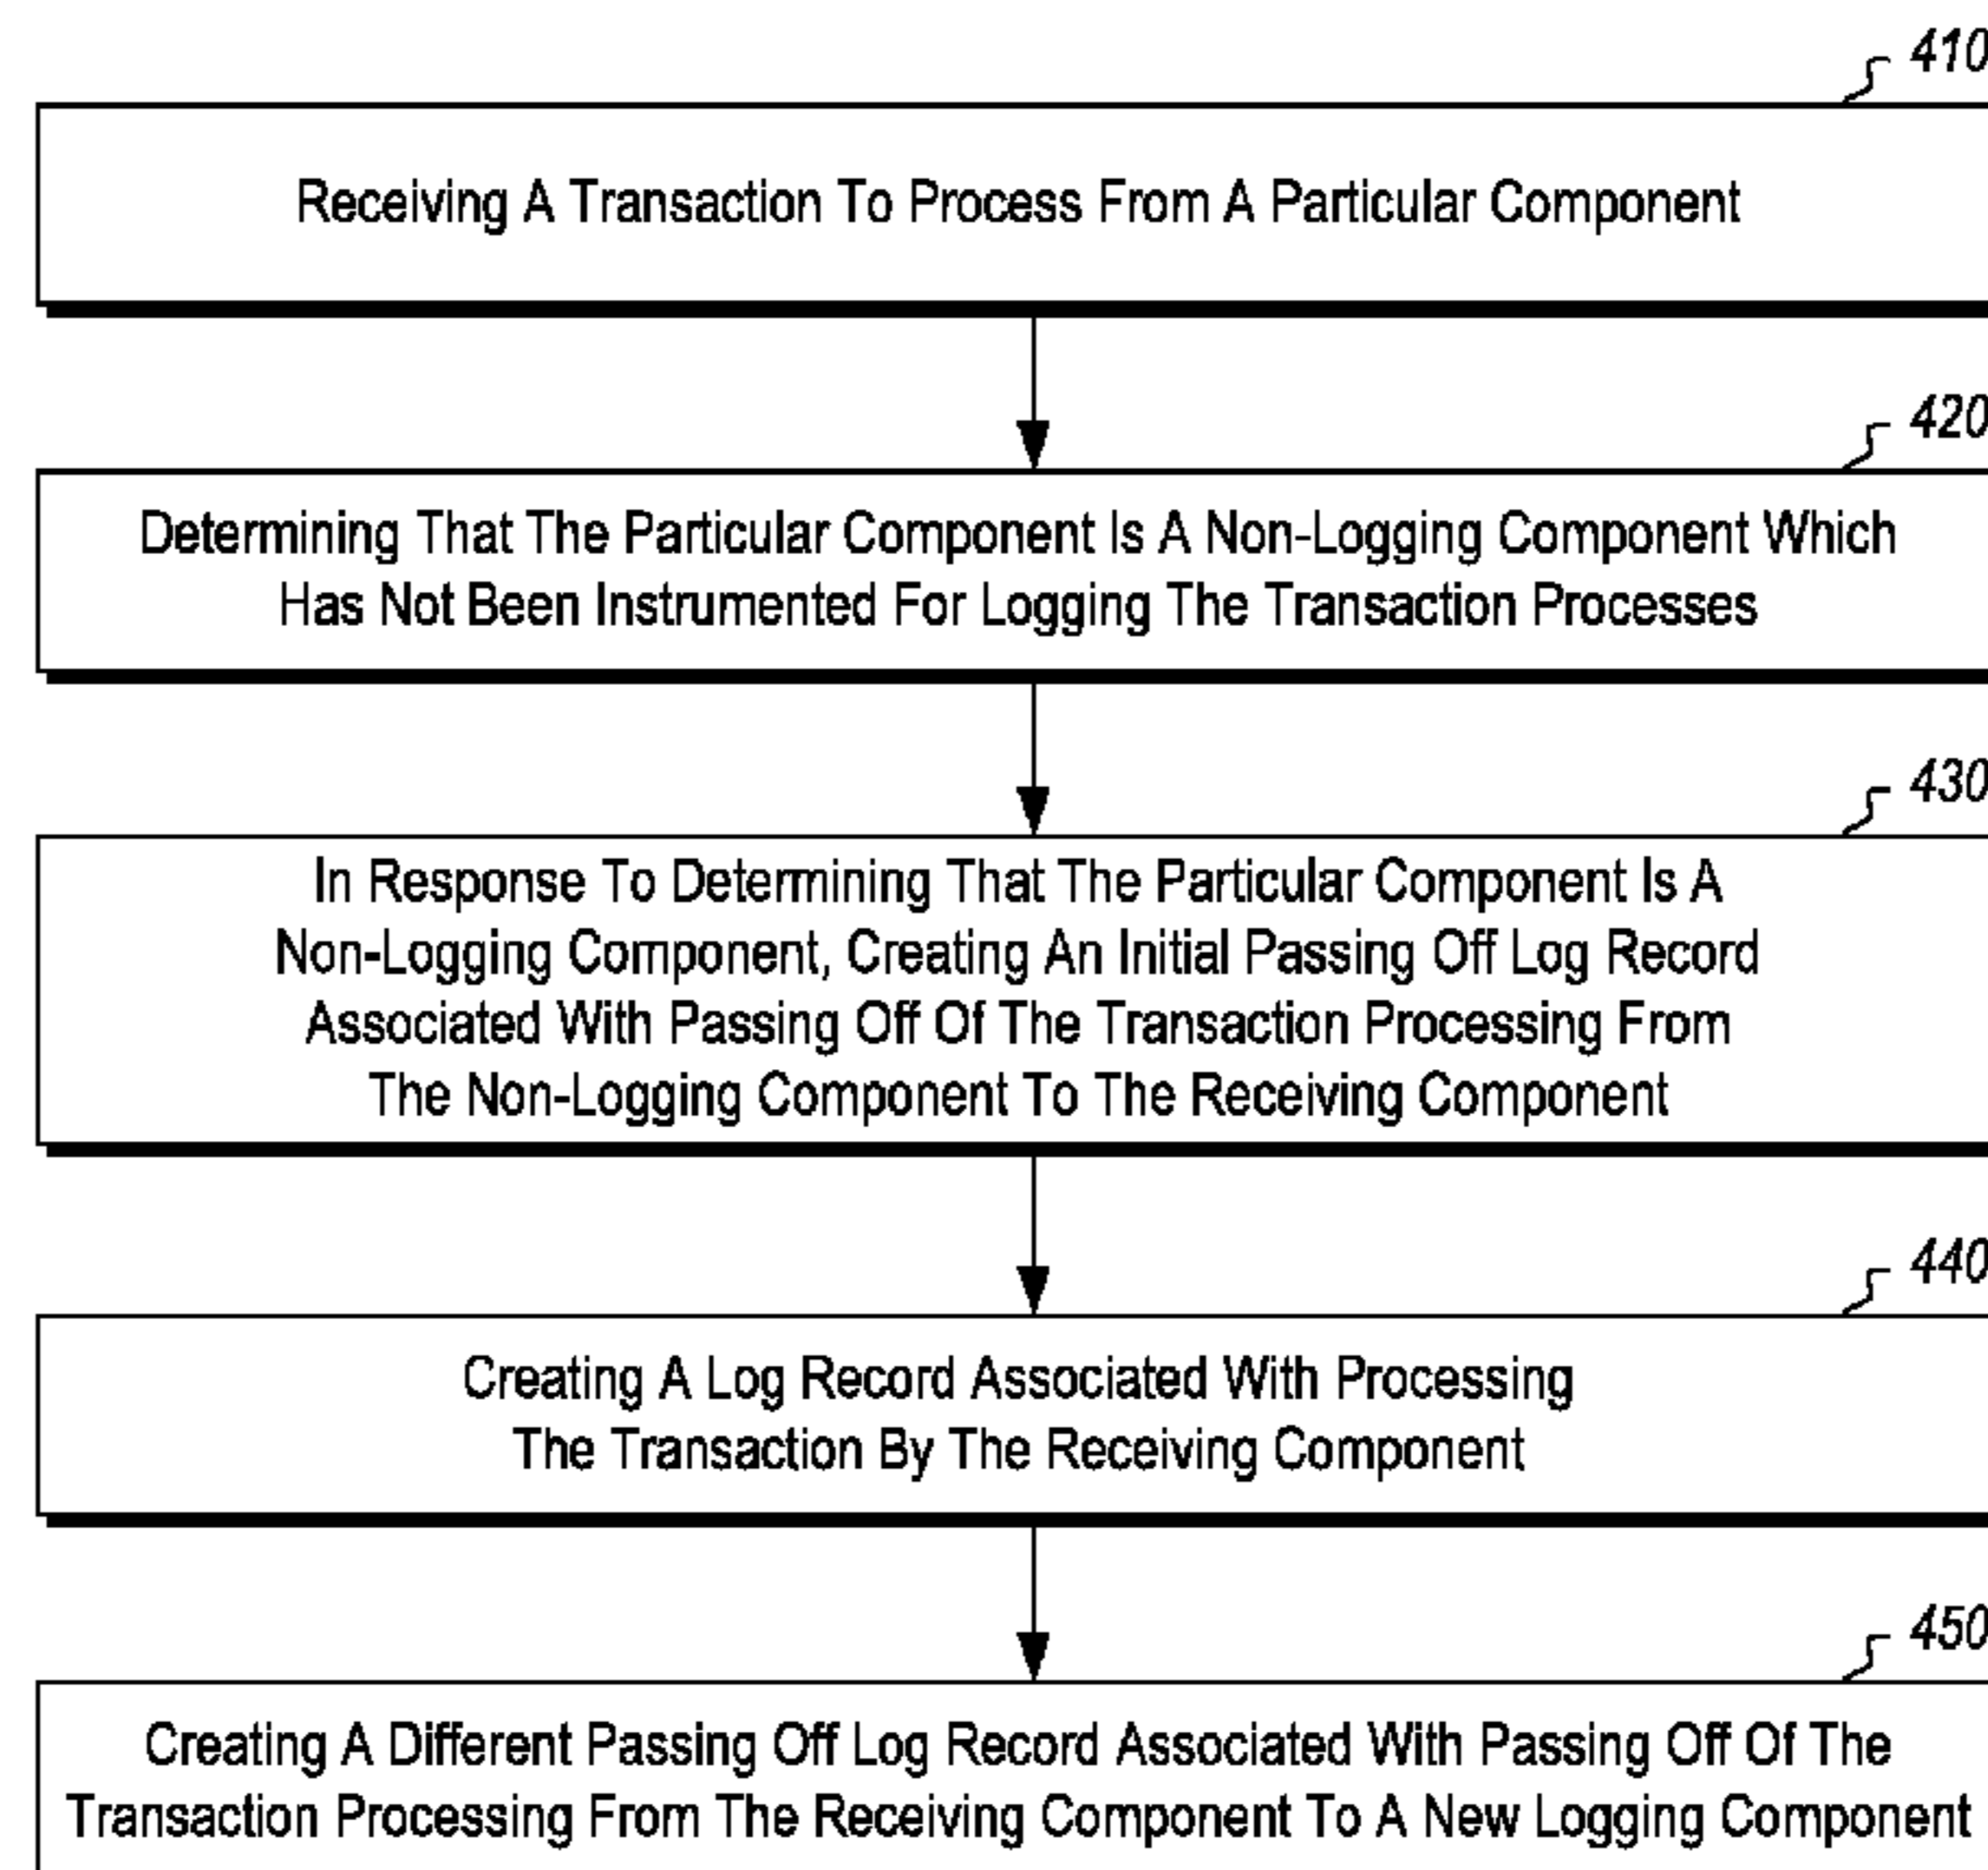 410
Receiving A Transaction To Process From A Particular Component
420
Determining That The Particular Component Is A Non-Logging Component Which
Has Not Been Instrumented For Logging The Transaction Processes
430
In Response To Determining That The Particular Component Is A
Non-Logging Component, Creating An Initial Passing Off Log Record
Associated With Passing Off Of The Transaction Processing From
The Non-Logging Component To The Receiving Component
440
Creating A Log Record Associated With Processing
The Transaction By The Receiving Component
450
Creating A Different Passing Off Log Record Associated With Passing Off Of The
Transaction Processing From The Receiving Component To A New Logging Component